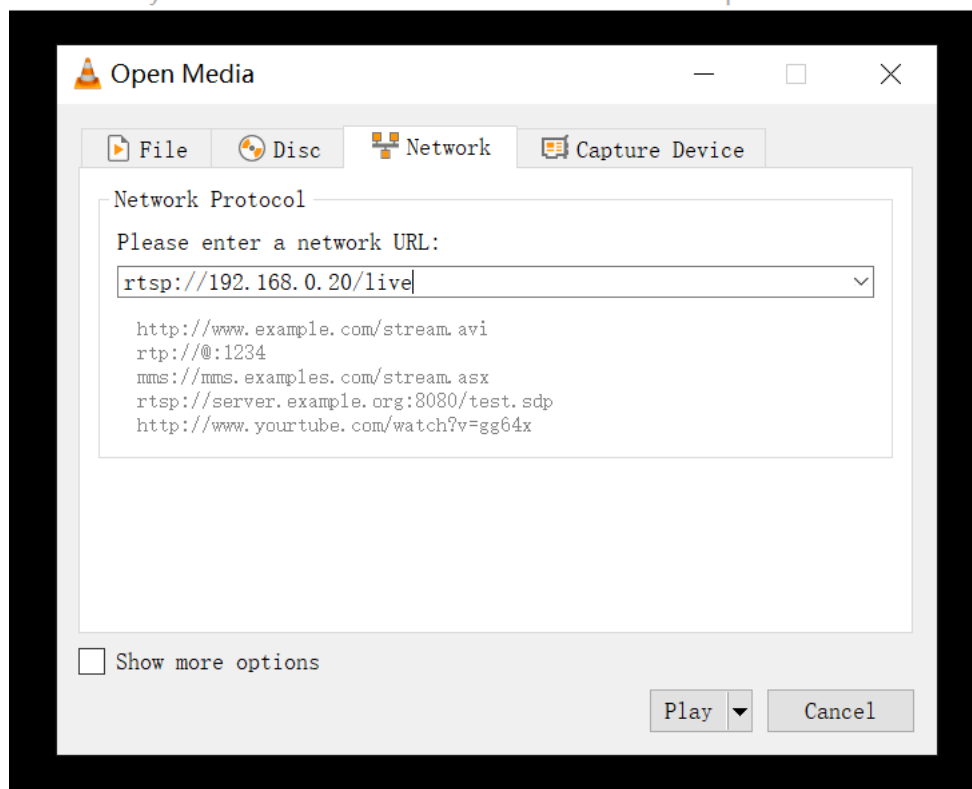 Open Media
File Disc Network Capture Device
Network Protocol
Please enter a network URL:
rtsp://192.168.0.20/live
http://www.example.com/stream.avi
rtp://@:1234
mms://mms.examples.com/stream.asx
rtsp://server.example.org:8080/test.sdp
http://www.yourtube.com/watch?v=gg64x
Show more options
Play Cancel